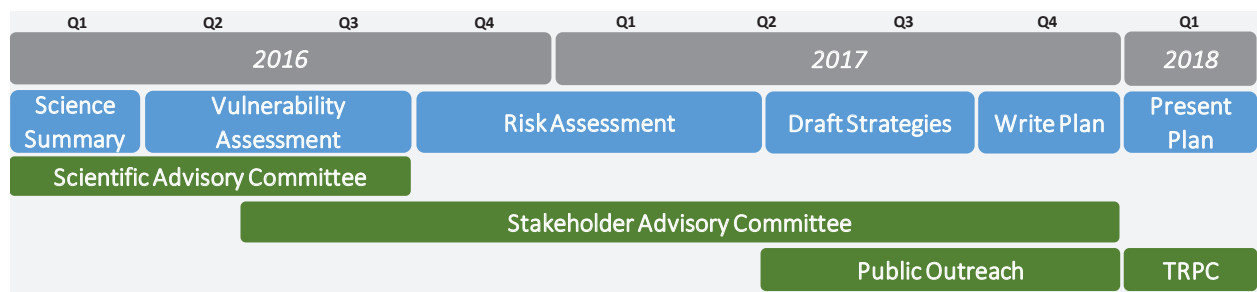 Q1 Q2 Q3 Q4 Q1 Q2 Q3 Q4 Q1
2016 2017 2018
Science Summary
Vulnerability Assessment
Risk Assessment
Draft Strategies
Write Plan
Present Plan
Scientific Advisory Committee
Stakeholder Advisory Committee
Public Outreach
TRPC